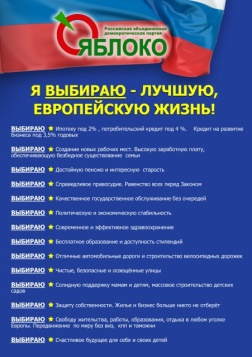 Российская объединенная
демократическая партия
ЯБЛОКО
Я ВЫБИРАЮ - ЛУЧШУЮ,
ЕВРОПЕЙСКУЮ ЖИЗНЬ!
ВЫБИРАЮ ★ Ипотеку под 2% , потребительский кредит под 4 %. Кредит на развитие
бизнеса под 3,5% годовых
ВЫБИРАЮ ★ Создание новых рабочих мест. Высокую заработную плату,
обеспечивающую безбедное существование семьи
ВЫБИРАЮ ★ Достойную пенсию и интересную старость
ВЫБИРАЮ ★ Справедливое правосудие. Равенство всех перед Законом
ВЫБИРАЮ ★ Качественное государственное обслуживание без очередей
ВЫБИРАЮ ★ Политическую и экономическую стабильность
ВЫБИРАЮ ★ Современное и эффективное здравоохранение
ВЫБИРАЮ ★ Бесплатное образование и доступность стипендий
ВЫБИРАЮ ★ Отличные автомобильные дороги и строительство велосипедных дорожек
ВЫБИРАЮ ★ Чистые, безопасные и освещённые улицы
ВЫБИРАЮ ★ Солидную поддержку мамам и детям, массовое строительство детских
садов
ВЫБИРАЮ ★ Защиту собственности. Жилье и бизнес больше никто не отберёт
ВЫБИРАЮ ★ Свободу жительства, работы, образования, отдыха в любом уголке
Европы. Передвижение по миру без виз, кпп и таможни
ВЫБИРАЮ ★ Счастливое будущее для себя и своих детей